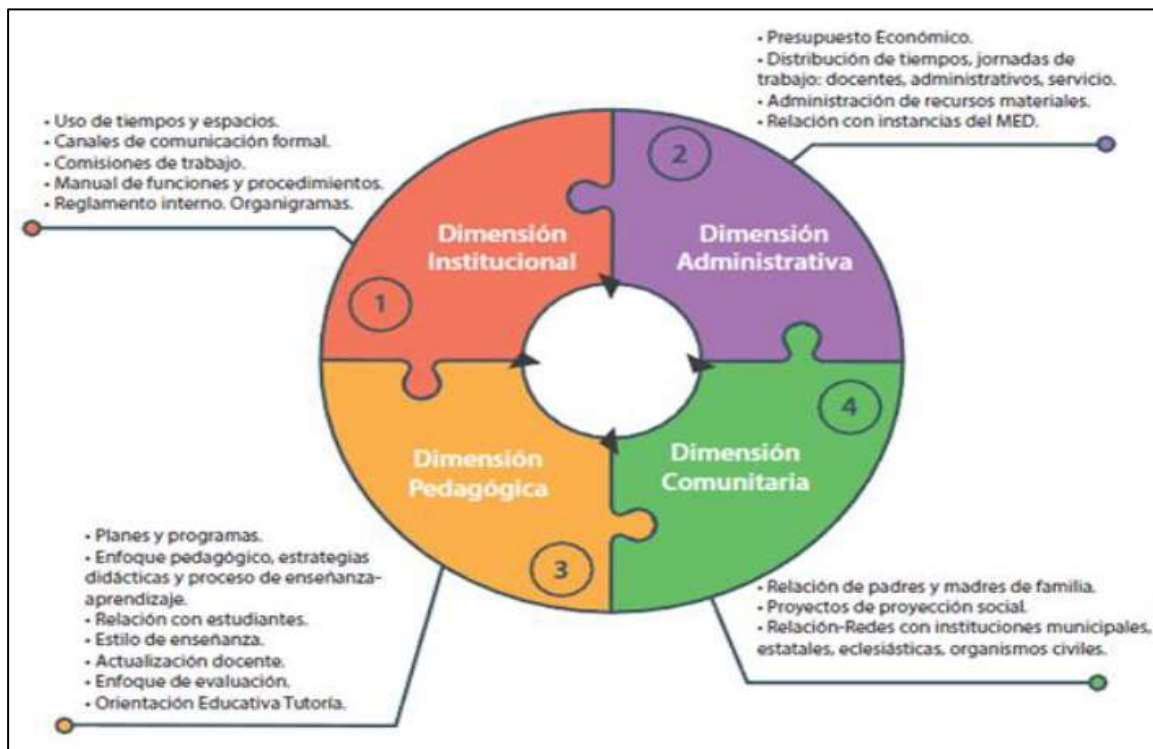 • Uso de tiempos y espacios.
• Canales de comunicación formal.
• Comisiones de trabajo.
• Manual de funciones y procedimientos.
• Reglamento interno. Organigramas.
• Presupuesto Económico.
• Distribución de tiempos, jornadas de
trabajo: docentes, administrativos, servicio.
• Administración de recursos materiales.
• Relación con instancias del MED.
1
Dimensión
Institucional
2
Dimensión
Administrativa
3
Dimensión
Pedagógica
4
Dimensión
Comunitaria
• Planes y programas.
• Enfoque pedagógico, estrategias
didácticas y proceso de enseñanza-
aprendizaje.
• Relación con estudiantes.
• Estilo de enseñanza.
• Actualización docente.
• Enfoque de evaluación.
• Orientación Educativa Tutoría.
• Relación de padres y madres de familia.
• Proyectos de proyección social.
• Relación-Redes con instituciones municipales,
estatales, eclesiásticas, organismos civiles.